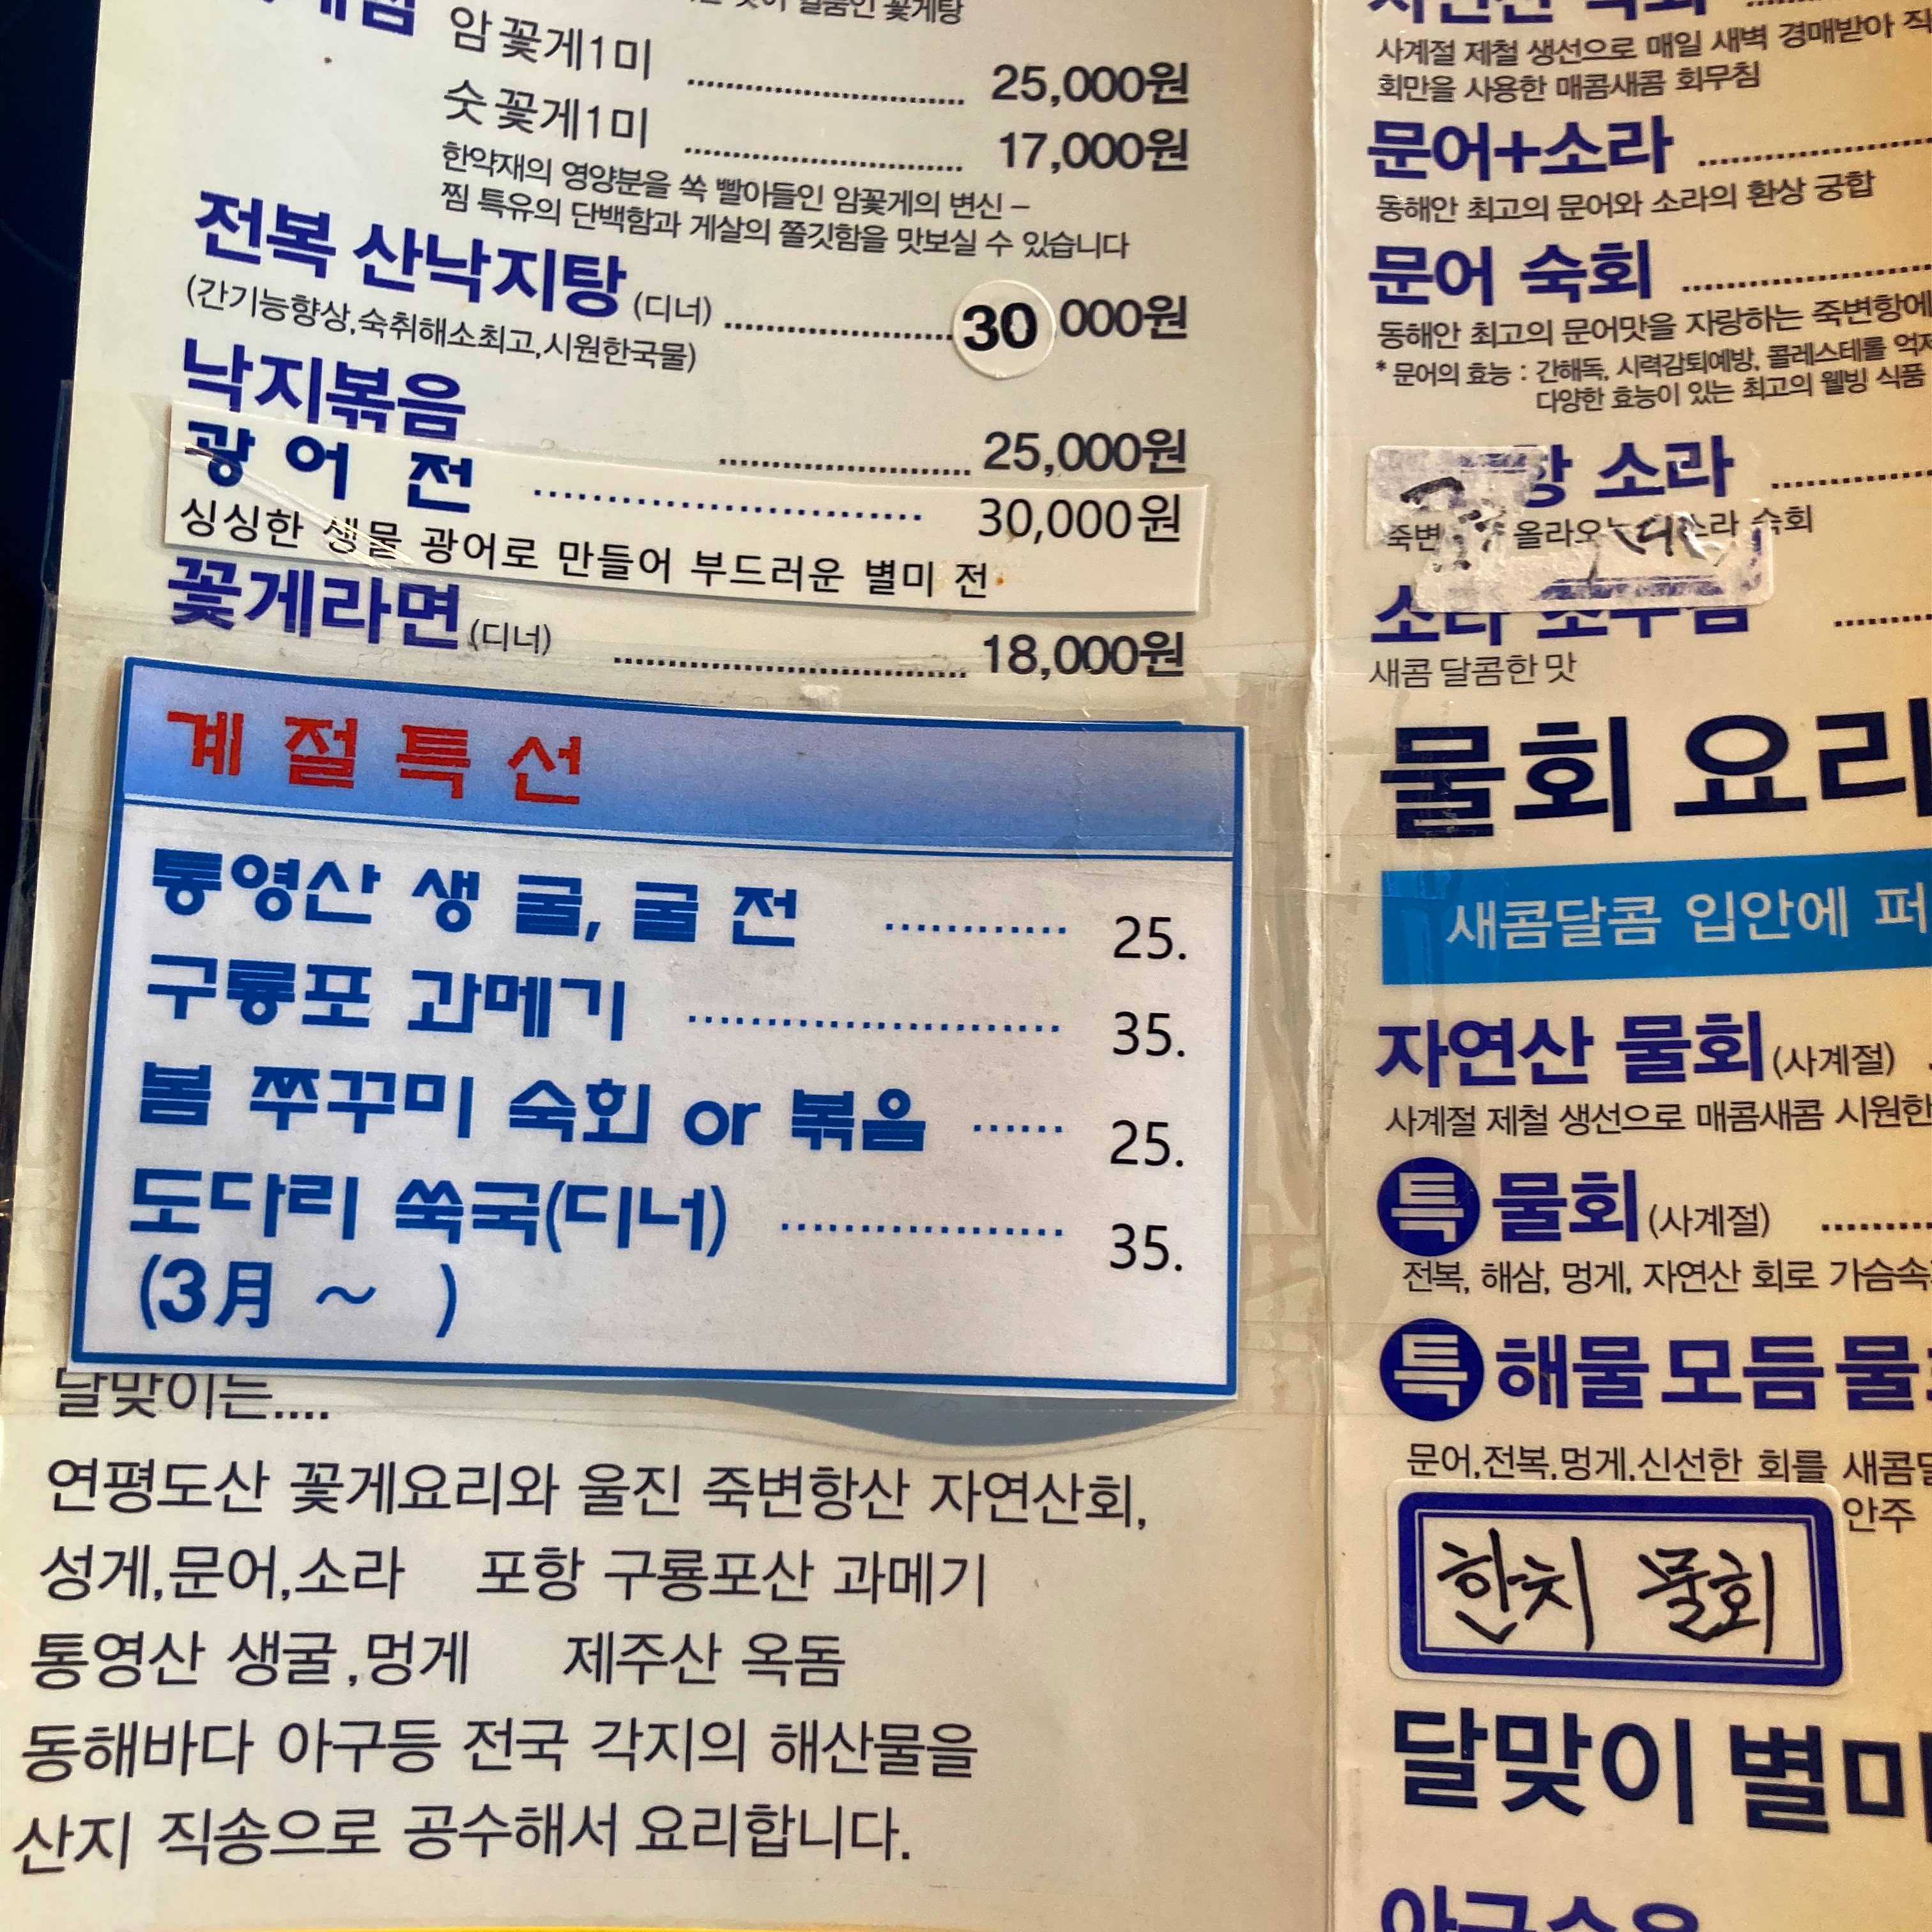 암꽃게1미 25,000원
숫꽃게1미 17,000원
한약재의 영양분을 쏙 빨아들인 암꽃게의 변신 –
찜 특유의 단백함과 게살의 쫄깃함을 맛보실 수 있습니다
전복 산낙지탕(디너) 30 000원
(간기능향상,숙취해소최고,시원한국물)
낙지볶음 25,000원
광어전 30,000원
싱싱한 생물 광어로 만들어 부드러운 별미 전
꽃게라면(디너) 18,000원
계절특선
통영산 생굴, 굴전 25.
구룡포 과메기 35.
봄 쭈꾸미 숙회 or 볶음 25.
도다리 쑥국(디너) 35.
(3月 ~ )
달맞이는....
연평도산 꽃게요리와 울진 죽변항산 자연산회,
성게,문어,소라 포항 구룡포산 과메기
통영산 생굴,멍게 제주산 옥돔
동해바다 아구등 전국 각지의 해산물을
산지 직송으로 공수해서 요리합니다.
사계절 제철 생선으로 매일 새벽 경매받아 직
회만을 사용한 매콤새콤 회무침
문어+소라
동해안 최고의 문어와 소라의 환상 궁합
문어 숙회
동해안 최고의 문어맛을 자랑하는 죽변항에
* 문어의 효능 : 간해독, 시력감퇴예방, 콜레스테롤 억제
다양한 효능이 있는 최고의 웰빙 식품
항 소라
숙회
새콤 달콤한 맛
물회 요리
새콤달콤 입안에 퍼
자연산 물회(사계절)
사계절 제철 생선으로 매콤새콤 시원한
특 물회(사계절)
전복, 해삼, 멍게, 자연산 회로 가슴속
특 해물모듬물
문어,전복,멍게,신선한 회를 새콤달
안주
한치 물회
달맞이 별미